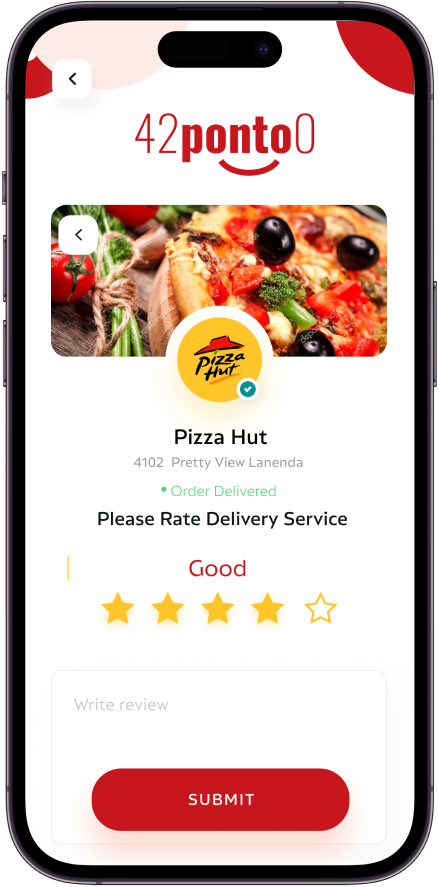 42ponto0
Pizza
Hut
Pizza Hut
4102 Pretty View Lanenda
Order Delivered
Please Rate Delivery Service
Good
Write review
SUBMIT